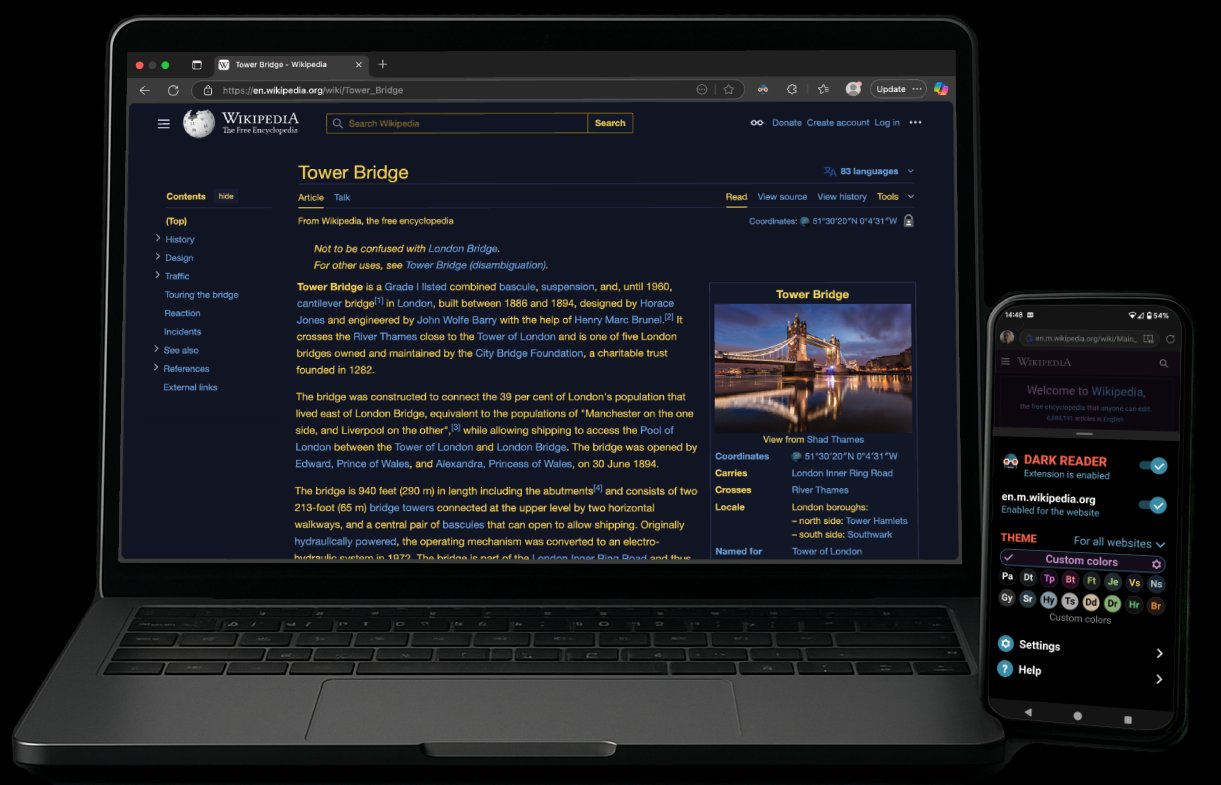 Tower Bridge - Wikipedia
https://en.wikipedia.org/wiki/Tower_Bridge
Update
WIKIPEDIA
The Free Encyclopedia
Search Wikipedia
Search
Donate Create account Log in
Tower Bridge
83 languages
Contents hide
Article Talk
Read View source View history Tools
(Top)
History
Design
Traffic
Touring the bridge
Reaction
Incidents
See also
References
External links
From Wikipedia, the free encyclopedia
Coordinates: 51°30′20″N 0°4′31″W
Not to be confused with London Bridge.
For other uses, see Tower Bridge (disambiguation).
Tower Bridge is a Grade I listed combined bascule, suspension, and, until 1960,
cantilever bridge[1] in London, built between 1886 and 1894, designed by Horace
Jones and engineered by John Wolfe Barry with the help of Henry Marc Brunel.[2] It
crosses the River Thames close to the Tower of London and is one of five London
bridges owned and maintained by the City Bridge Foundation, a charitable trust
founded in 1282.
The bridge was constructed to connect the 39 per cent of London's population that
lived east of London Bridge, equivalent to the populations of "Manchester on the one
side, and Liverpool on the other",[3] while allowing shipping to access the Pool of
London between the Tower of London and London Bridge. The bridge was opened by
Edward, Prince of Wales, and Alexandra, Princess of Wales, on 30 June 1894.
The bridge is 940 feet (290 m) in length including the abutments[4] and consists of two
213-foot (65 m) bridge towers connected at the upper level by two horizontal
walkways, and a central pair of bascules that can open to allow shipping. Originally
hydraulically powered, the operating mechanism was converted to an electro-
hydraulic system in 1972. The bridge is part of the London Inner Ring Road and thus
Tower Bridge
View from Shad Thames
Coordinates 51°30′20″N 0°4′31″W
Carries London Inner Ring Road
Crosses River Thames
Locale London boroughs:
– north side: Tower Hamlets
– south side: Southwark
Named for Tower of London
14:48
54%
en.m.wikipedia.org/wiki/Main_
WIKIPEDIA
Welcome to Wikipedia,
the free encyclopedia that anyone can edit.
articles in English
DARK READER
Extension is enabled
en.m.wikipedia.org
Enabled for the website
THEME For all websites
Custom colors
Pa Dt Tp Bt Ft Je Vs Ns
Gy Sr Hy Ts Dd Dr Hr Br
Custom colors
Settings
Help